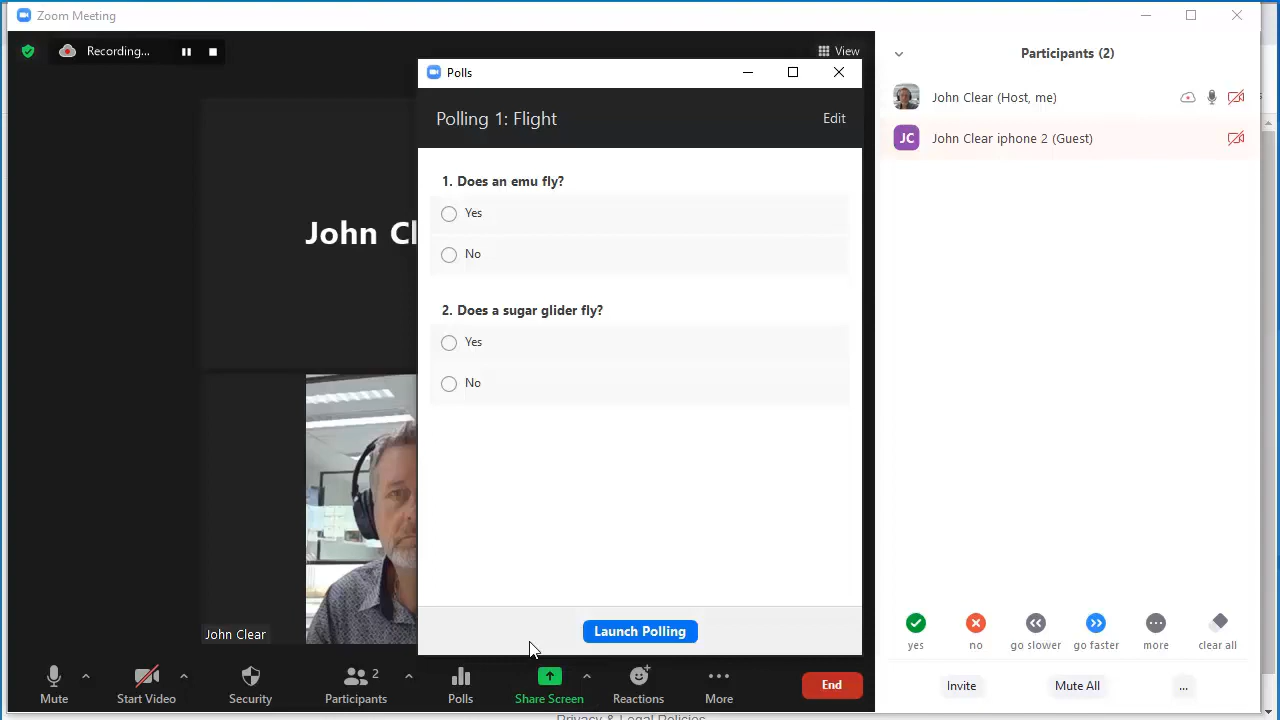 Zoom Meeting
Recording...
View
Polls
Polling 1: Flight
Edit
1. Does an emu fly?
Yes
No
2. Does a sugar glider fly?
Yes
No
Launch Polling
John Cl
John Clear
Participants (2)
John Clear (Host, me)
JC John Clear iphone 2 (Guest)
yes
no
go slower
go faster
more
clear all
Mute
Start Video
Security
2
Participants
Polls
Share Screen
Reactions
More
End
Invite
Mute All
...
Privacy & Legal Policies